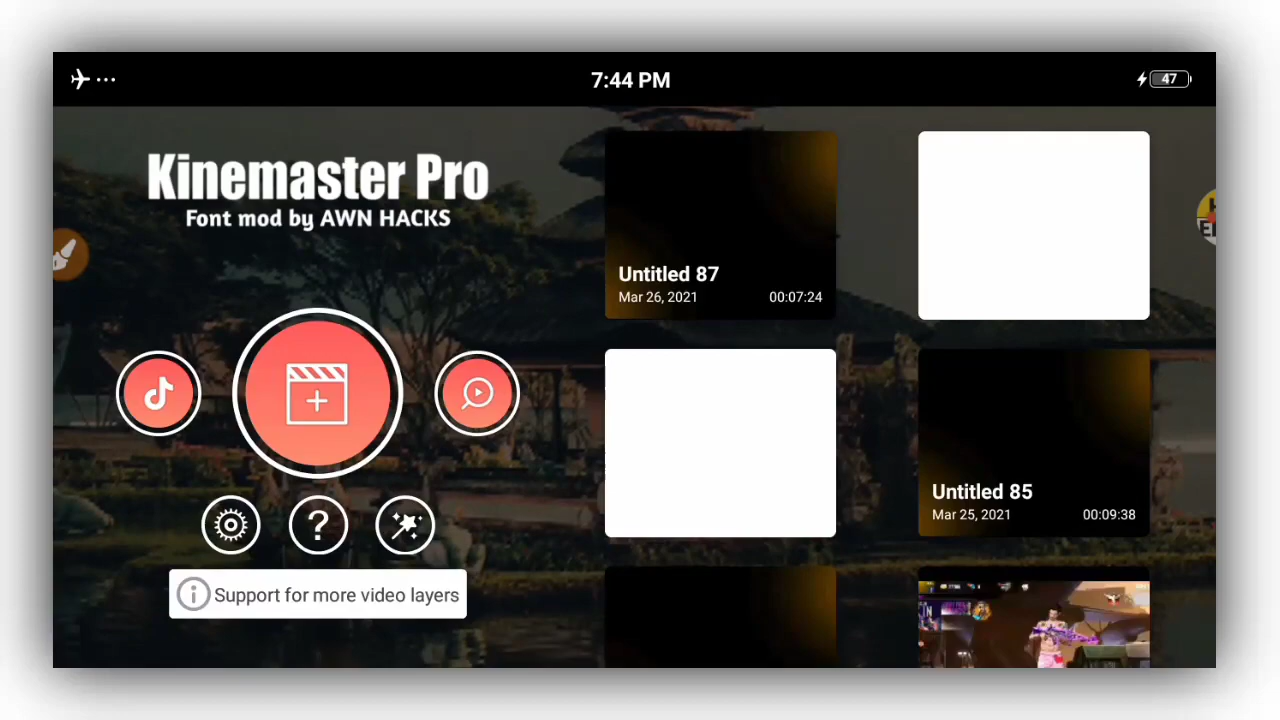 7:44 PM
47
Kinemaster Pro
Font mod by AWN HACKS
Untitled 87
Mar 26, 2021
00:07:24
Untitled 85
Mar 25, 2021
00:09:38
?
Support for more video layers